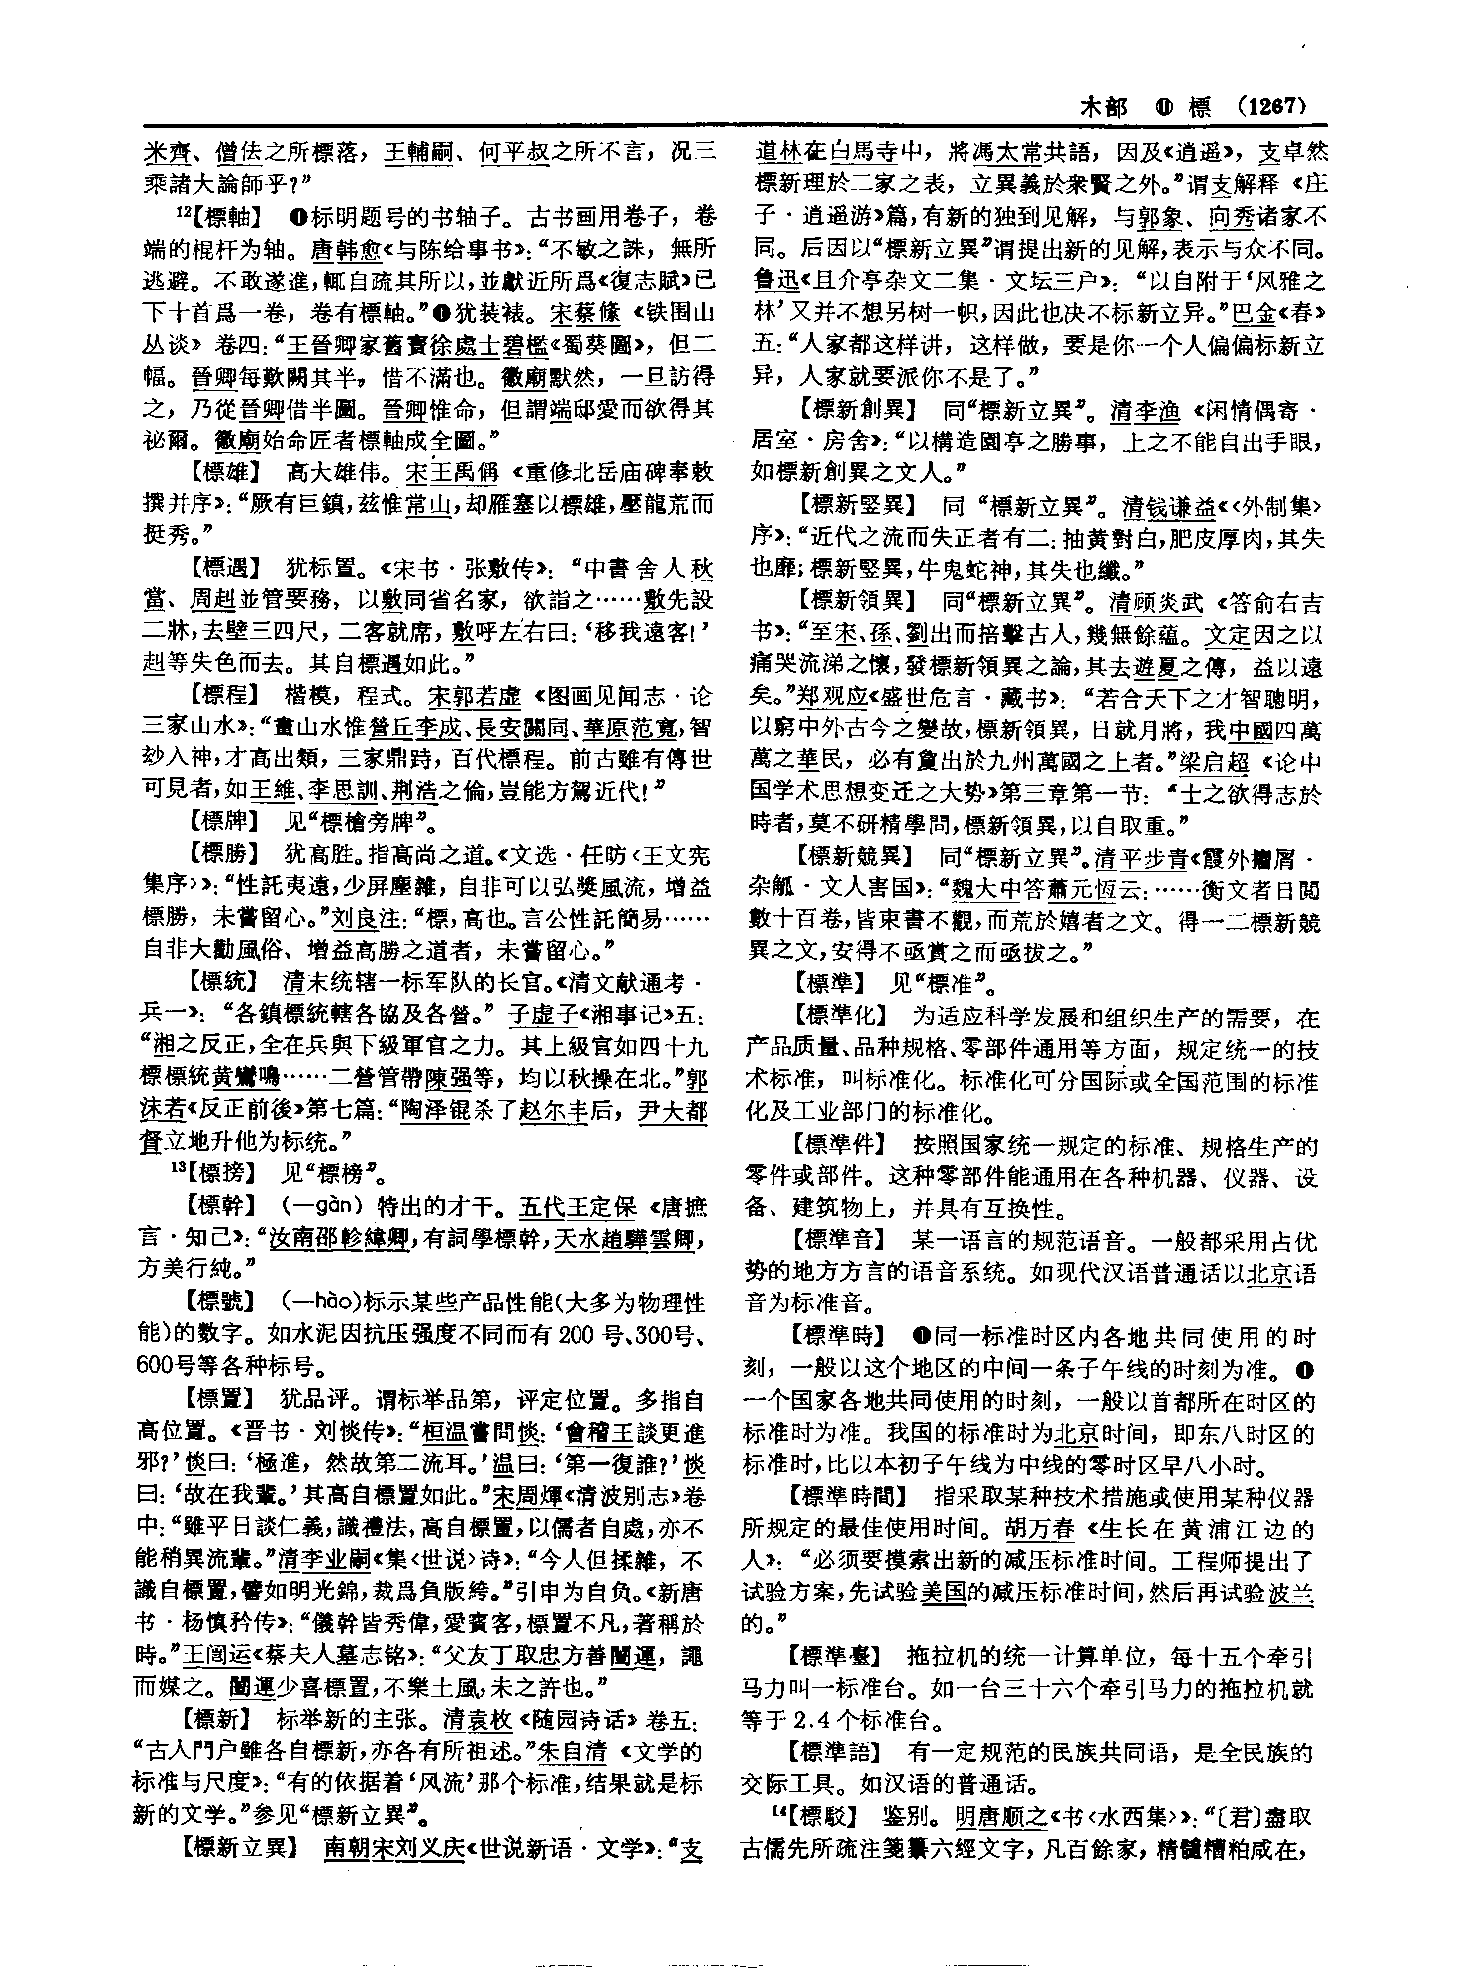 木部 ⓫ 標 (1267)
米齊、僧佉之所標落，王輔嗣、何平叔之所不言，况三
乘諸大論師乎？”
12【標軸】 ❶标明题号的书轴子。古书画用卷子，卷
端的棍杆为轴。唐韩愈《与陈给事书》：“不敏之誅，無所
逃避。不敢遂進，輒自疏其所以，並獻近所爲《復志賦》已
下十首爲一卷，卷有標軸。”❷犹装裱。宋蔡絛《铁围山
丛谈》卷四：“王晉卿家舊寶徐處士碧檻《蜀葵圖》，但二
幅。晉卿每歎闕其半，惜不滿也。徽廟默然，一旦訪得
之，乃從晉卿借半圖。晉卿惟命，但謂端邸愛而欲得其
祕爾。徽廟始命匠者標軸成全圖。”
【標雄】 高大雄伟。宋王禹偁《重修北岳庙碑奉敕
撰并序》：“厥有巨鎮，兹惟常山，却雁塞以標雄，壓龍荒而
挺秀。”
【標遇】 犹标置。《宋书·张敷传》：“中書舍人秋
當、周赳並管要務，以敷同省名家，欲詣之……敷先設
二牀，去壁三四尺，二客就席，敷呼左右曰：‘移我遠客！’
赳等失色而去。其自標遇如此。”
【標程】 楷模，程式。宋郭若虚《图画见闻志·论
三家山水》：“畫山水惟營丘李成、長安關同、華原范寬，智
玅入神，才高出類，三家鼎跱，百代標程。前古雖有傳世
可見者，如王維、李思訓、荆浩之倫，豈能方駕近代！”
【標牌】 见“標槍旁牌”。
【標勝】 犹高胜。指高尚之道。《文选·任昉〈王文宪
集序〉》：“性託夷遠，少屏塵雜，自非可以弘獎風流，增益
標勝，未嘗留心。”刘良注：“標，高也。言公性託簡易……
自非大勸風俗、增益高勝之道者，未嘗留心。”
【標統】 清末统辖一标军队的长官。《清文献通考·
兵一》：“各鎮標統轄各協及各營。”子虚子《湘事记》五：
“湘之反正，全在兵與下級軍官之力。其上級官如四十九
標標統黄鸞鳴……二營管帶陳强等，均以秋操在北。”郭
沫若《反正前後》第七篇：“陶泽锟杀了赵尔丰后，尹大都
督立地升他为标统。”
13【標搒】 见“標榜”。
【標幹】 (—gàn) 特出的才干。五代王定保《唐摭
言·知己》：“汝南邵軫緯卿，有詞學標幹，天水趙驊雲卿，
方美行純。”
【標號】 (—hào)标示某些产品性能(大多为物理性
能)的数字。如水泥因抗压强度不同而有200号、300号、
600号等各种标号。
【標置】 犹品评。谓标举品第，评定位置。多指自
高位置。《晋书·刘惔传》：“桓温嘗問惔：‘會稽王談更進
邪？’惔曰：‘極進，然故第二流耳。’温曰：‘第一復誰？’惔
曰：‘故在我輩。’其高自標置如此。”宋周煇《清波别志》卷
中：“雖平日談仁義，識禮法，高自標置，以儒者自處，亦不
能稍異流輩。”清李业嗣《集〈世说〉诗》：“今人但揉雜，不
識自標置，譬如明光錦，裁爲負版絝。”引申为自负。《新唐
书·杨慎矜传》：“儀幹皆秀偉，愛賓客，標置不凡，著稱於
時。”王闿运《蔡夫人墓志铭》：“父友丁取忠方善闓運，譝
而媒之。闓運少喜標置，不樂土風，未之許也。”
【標新】 标举新的主张。清袁枚《随园诗话》卷五：
“古人門户雖各自標新，亦各有所祖述。”朱自清《文学的
标准与尺度》：“有的依据着‘风流’那个标准，结果就是标
新的文学。”参见“標新立異”。
【標新立異】 南朝宋刘义庆《世说新语·文学》：“支
道林在白馬寺中，將馮太常共語，因及《逍遥》，支卓然
標新理於二家之表，立異義於衆賢之外。”谓支解释《庄
子·逍遥游》篇，有新的独到见解，与郭象、向秀诸家不
同。后因以“標新立異”谓提出新的见解，表示与众不同。
鲁迅《且介亭杂文二集·文坛三户》：“以自附于‘风雅之
林’又并不想另树一帜，因此也决不标新立异。”巴金《春》
五：“人家都这样讲，这样做，要是你一个人偏偏标新立
异，人家就要派你不是了。”
【標新創異】 同“標新立異”。清李渔《闲情偶寄·
居室·房舍》：“以構造園亭之勝事，上之不能自出手眼，
如標新創異之文人。”
【標新竪異】 同“標新立異”。清钱谦益《〈外制集〉
序》：“近代之流而失正者有二：抽黄對白，肥皮厚肉，其失
也靡；標新竪異，牛鬼蛇神，其失也纖。”
【標新領異】 同“標新立異”。清顾炎武《答俞右吉
书》：“至宋、孫、劉出而掊擊古人，幾無餘蘊。文定因之以
痛哭流涕之懷，發標新領異之論，其去遊夏之傳，益以遠
矣。”郑观应《盛世危言·藏书》：“若合天下之才智聰明，
以窮中外古今之變故，標新領異，日就月將，我中國四萬
萬之華民，必有夐出於九州萬國之上者。”梁启超《论中
国学术思想变迁之大势》第三章第一节：“士之欲得志於
時者，莫不研精學問，標新領異，以自取重。”
【標新競異】 同“標新立異”。清平步青《霞外攟屑·
杂觚·文人害国》：“魏大中答蕭元恆云：……衡文者日閲
數十百卷，皆束書不觀，而荒於嬉者之文。得一二標新競
異之文，安得不亟賞之而亟拔之。”
【標準】 见“標准”。
【標準化】 为适应科学发展和组织生产的需要，在
产品质量、品种规格、零部件通用等方面，规定统一的技
术标准，叫标准化。标准化可分国际或全国范围的标准
化及工业部门的标准化。
【標準件】 按照国家统一规定的标准、规格生产的
零件或部件。这种零部件能通用在各种机器、仪器、设
备、建筑物上，并具有互换性。
【標準音】 某一语言的规范语音。一般都采用占优
势的地方方言的语音系统。如现代汉语普通话以北京语
音为标准音。
【標準時】 ❶同一标准时区内各地共同使用的时
刻，一般以这个地区的中间一条子午线的时刻为准。❷
一个国家各地共同使用的时刻，一般以首都所在时区的
标准时为准。我国的标准时为北京时间，即东八时区的
标准时，比以本初子午线为中线的零时区早八小时。
【標準時間】 指采取某种技术措施或使用某种仪器
所规定的最佳使用时间。胡万春《生长在黄浦江边的
人》：“必须要摸索出新的减压标准时间。工程师提出了
试验方案，先试验美国的减压标准时间，然后再试验波兰
的。”
【標準臺】 拖拉机的统一计算单位，每十五个牵引
马力叫一标准台。如一台三十六个牵引马力的拖拉机就
等于2.4个标准台。
【標準語】 有一定规范的民族共同语，是全民族的
交际工具。如汉语的普通话。
14【標駁】 鉴别。明唐顺之《书〈水西集〉》：“〔君〕盡取
古儒先所疏注箋纂六經文字，凡百餘家，精髓糟粕咸在，